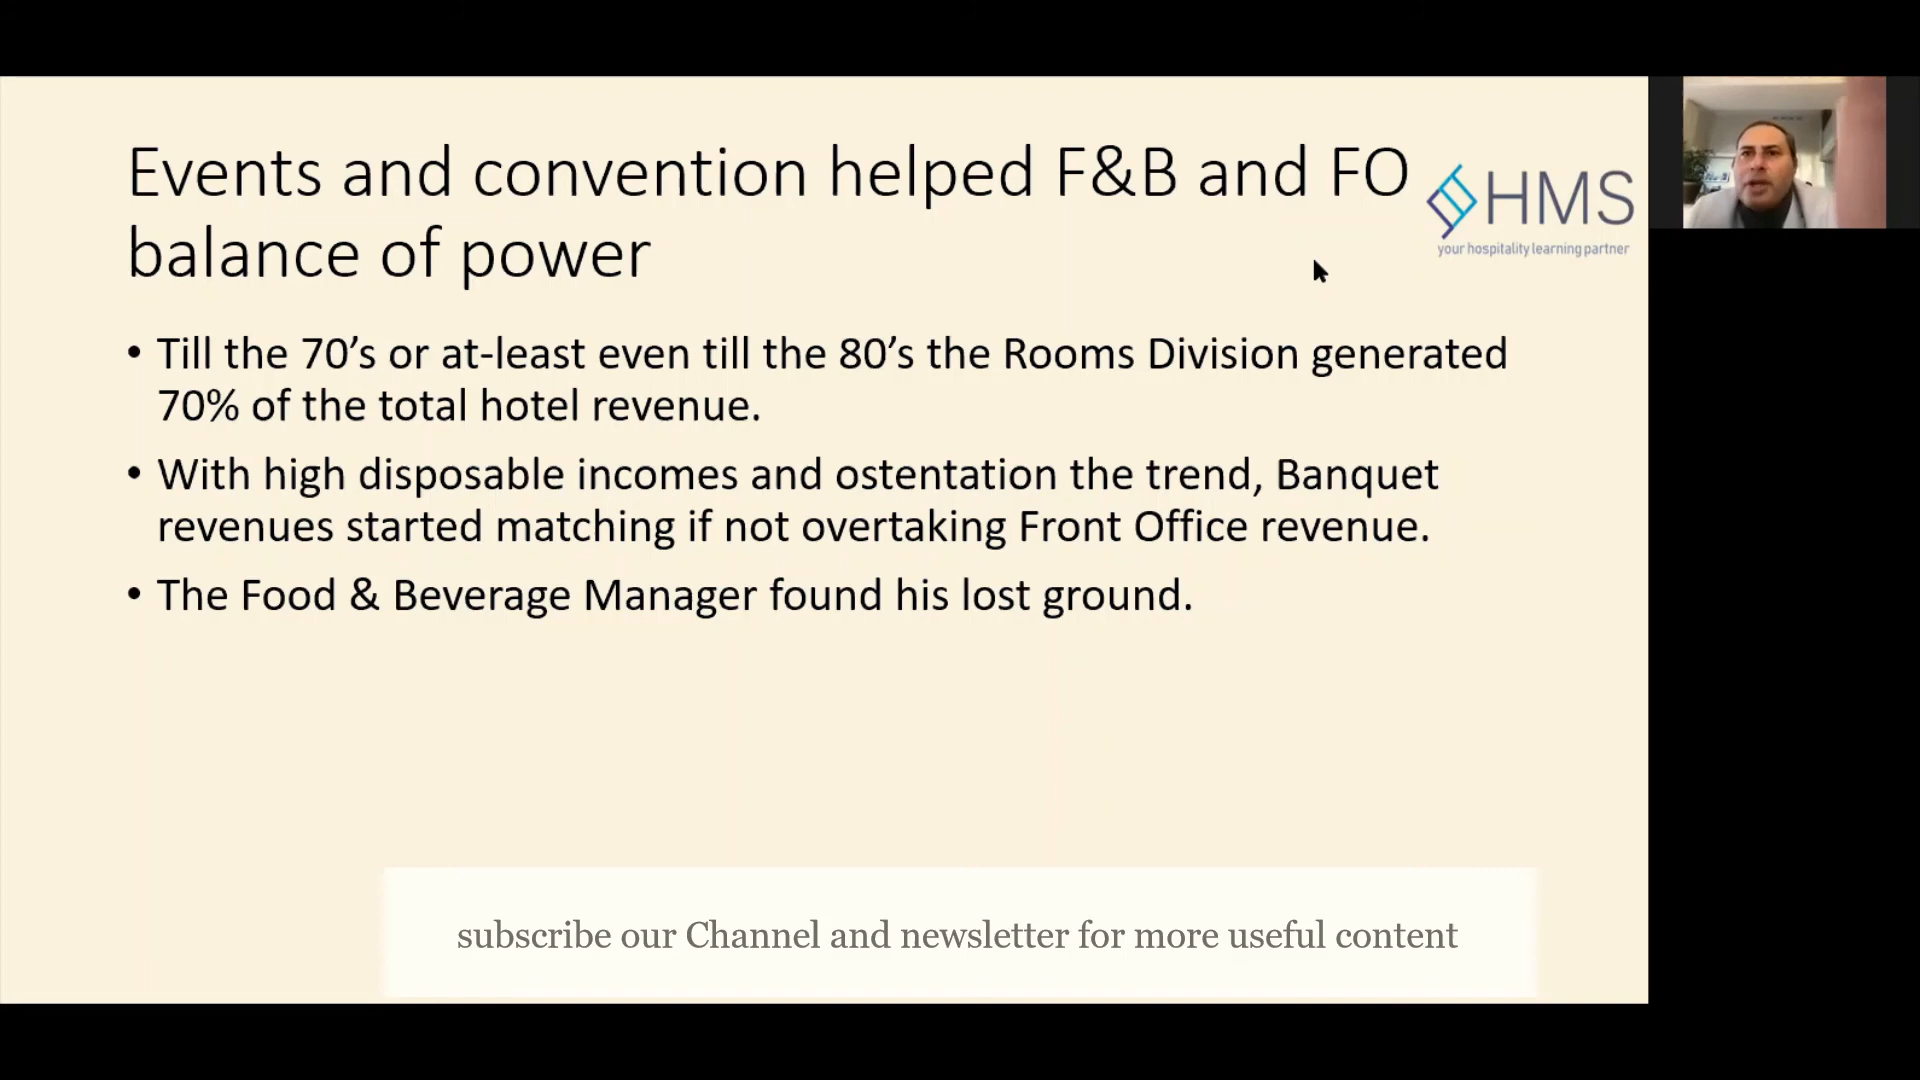 Events and convention helped F&B and FO
balance of power
HMS
your hospitality learning partner
• Till the 70’s or at-least even till the 80’s the Rooms Division generated
70% of the total hotel revenue.
• With high disposable incomes and ostentation the trend, Banquet
revenues started matching if not overtaking Front Office revenue.
• The Food & Beverage Manager found his lost ground.
subscribe our Channel and newsletter for more useful content